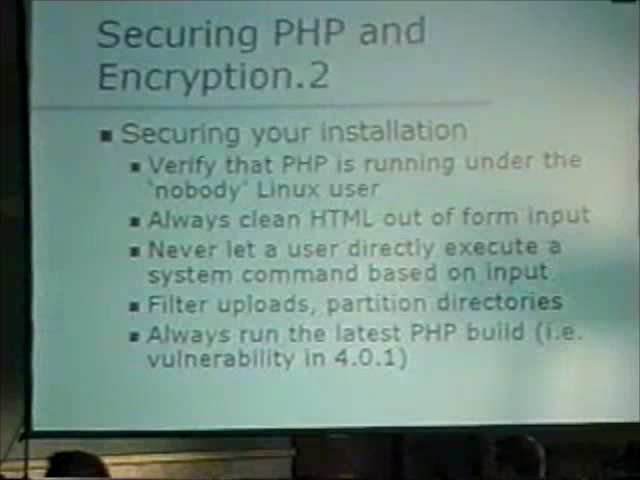 Securing PHP and
Encryption.2
Securing your installation
Verify that PHP is running under the
'nobody' Linux user
Always clean HTML out of form input
Never let a user directly execute a
system command based on input
Filter uploads, partition directories
Always run the latest PHP build (i.e.
vulnerability in 4.0.1)